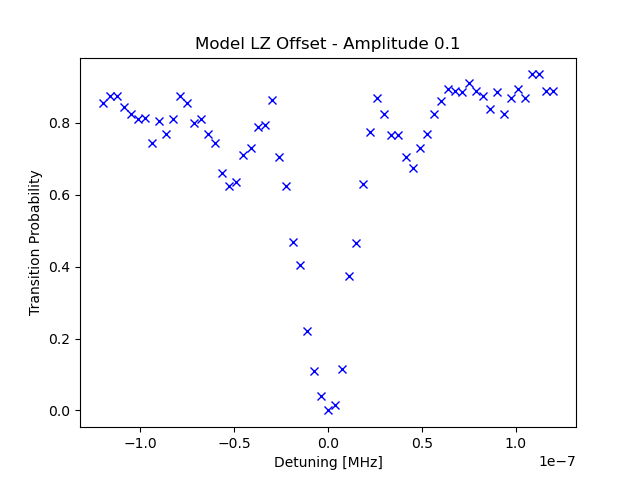 Model LZ Offset - Amplitude 0.1
0.8
0.6
0.4
0.2
0.0
Transition Probability
−1.0 −0.5 0.0 0.5 1.0
1e−7
Detuning [MHz]